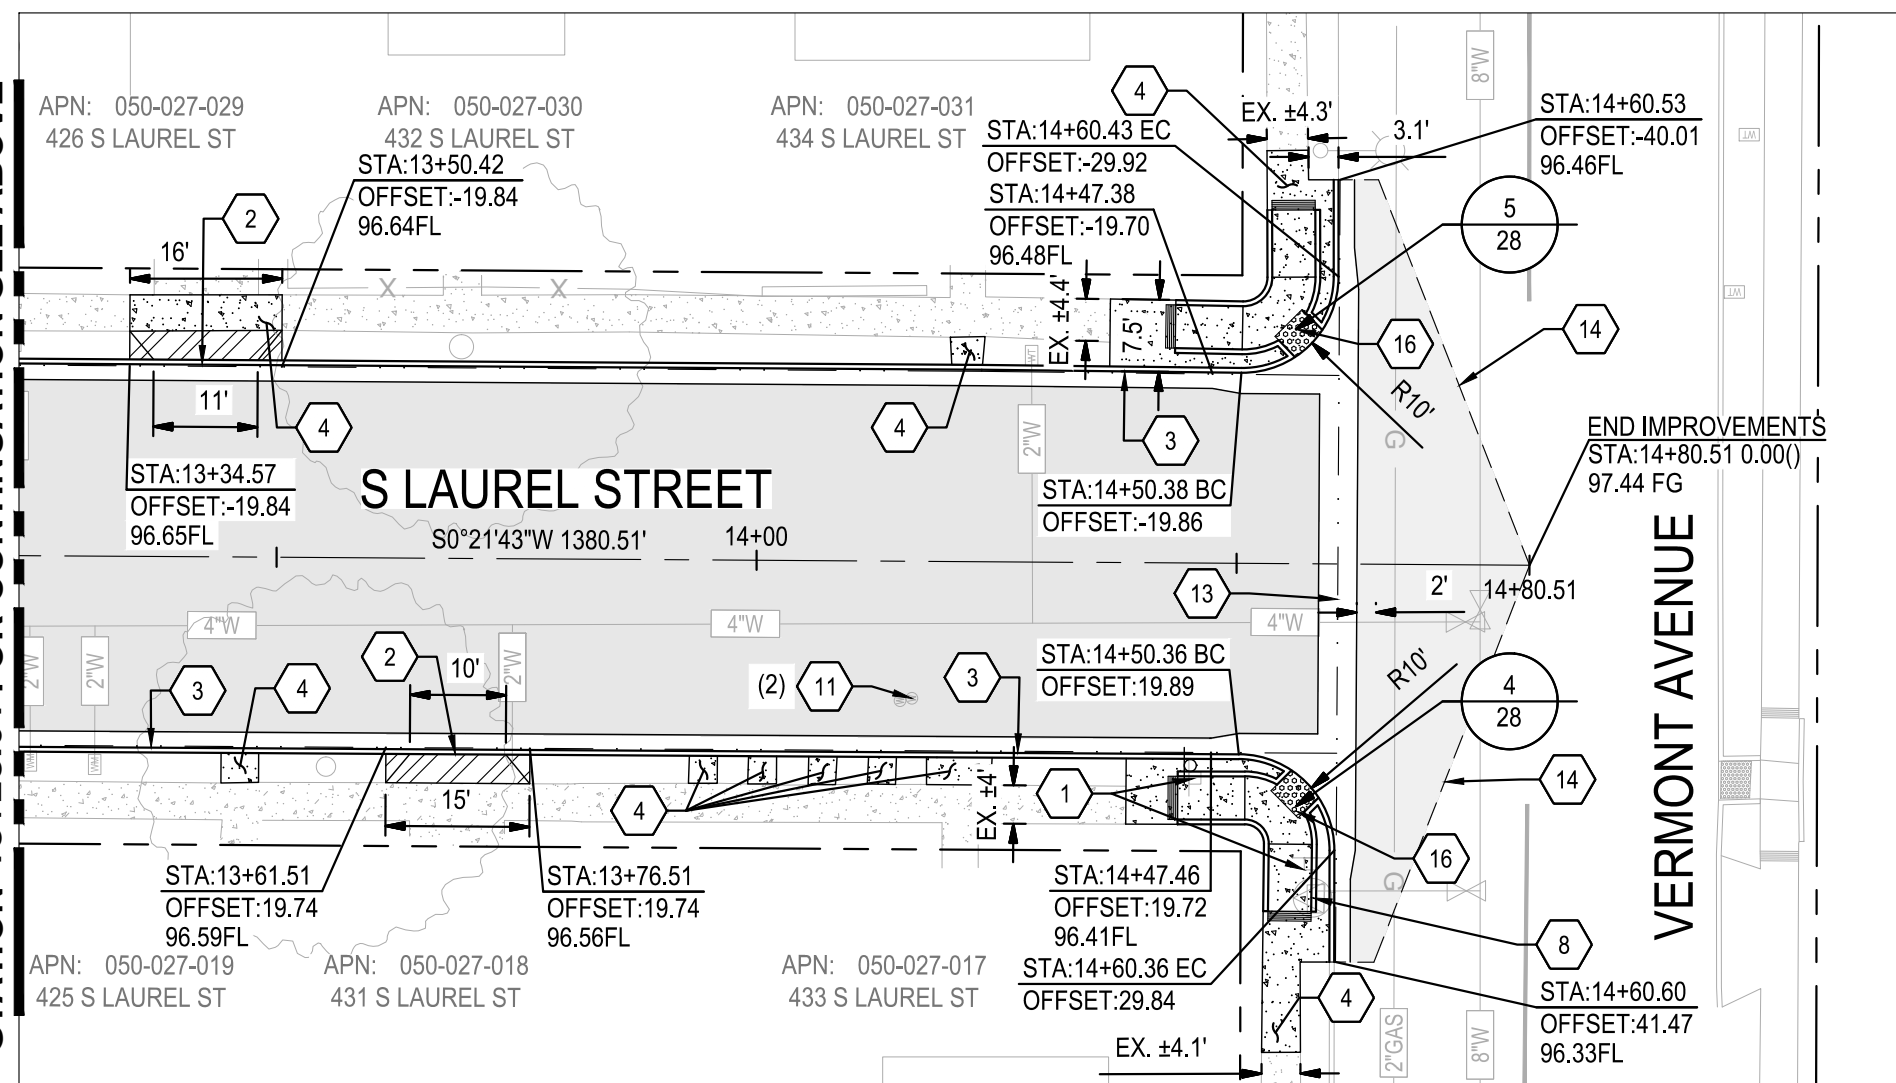 APN: 050-027-029
426 S LAUREL ST
APN: 050-027-030
432 S LAUREL ST
APN: 050-027-031
434 S LAUREL ST
STA:13+50.42
OFFSET:-19.84
96.64FL
2
16'
11'
4
STA:13+34.57
OFFSET:-19.84
96.65FL
X
X
STA:14+60.43 EC
OFFSET:-29.92
STA:14+47.38
OFFSET:-19.70
96.48FL
4
EX. ±4.3'
3.1'
8"W
STA:14+60.53
OFFSET:-40.01
96.46FL
5
28
14
16
R10'
G
EX. ±4.4'
7.5'
WT
4
3
2"W
STA:14+50.38 BC
OFFSET:-19.86
WT
WT
END IMPROVEMENTS
STA:14+80.51 0.00()
97.44 FG
S LAUREL STREET
S0°21'43"W 1380.51'
14+00
13
2'
14+80.51
VERMONT AVENUE
4"W
4"W
4"W
2"W
2"W
2"W
2
10'
3
4
(2)
11
3
STA:14+50.36 BC
OFFSET:19.89
R10'
4
28
14
16
WM
WM
15'
4
EX. ±4'
1
STA:13+61.51
OFFSET:19.74
96.59FL
STA:13+76.51
OFFSET:19.74
96.56FL
STA:14+47.46
OFFSET:19.72
96.41FL
STA:14+60.36 EC
OFFSET:29.84
G
8
APN: 050-027-019
425 S LAUREL ST
APN: 050-027-018
431 S LAUREL ST
APN: 050-027-017
433 S LAUREL ST
4
EX. ±4.1'
2"GAS
8"W
STA:14+60.60
OFFSET:41.47
96.33FL